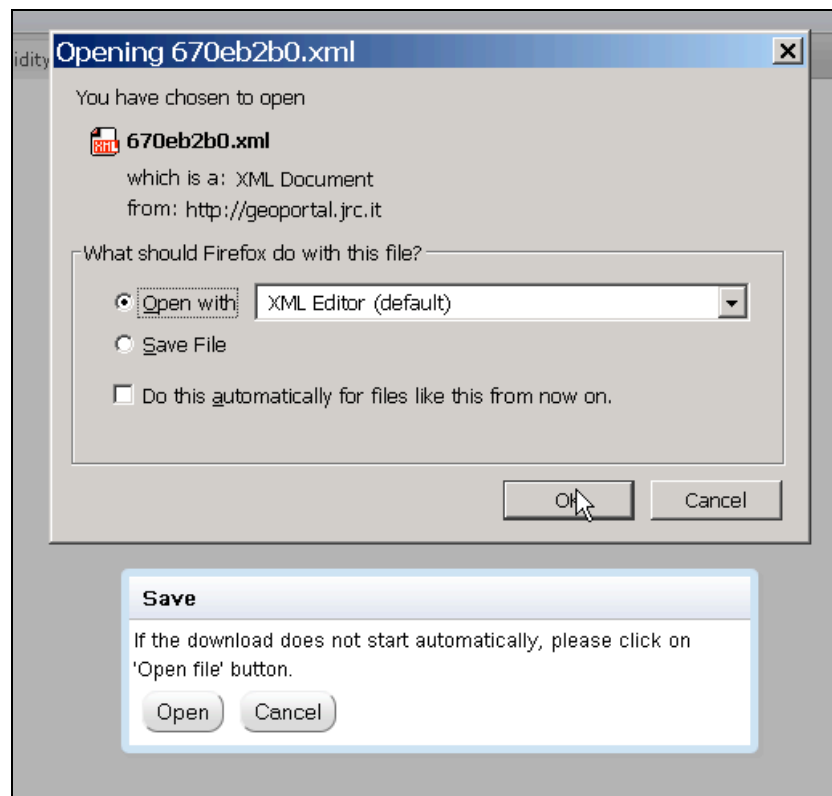 idity
Opening 670eb2b0.xml
You have chosen to open
XML
670eb2b0.xml
which is a: XML Document
from: http://geoportal.jrc.it
What should Firefox do with this file?
Open with
XML Editor (default)
Save File
Do this automatically for files like this from now on.
OK
Cancel
Save
If the download does not start automatically, please click on
'Open file' button.
Open
Cancel